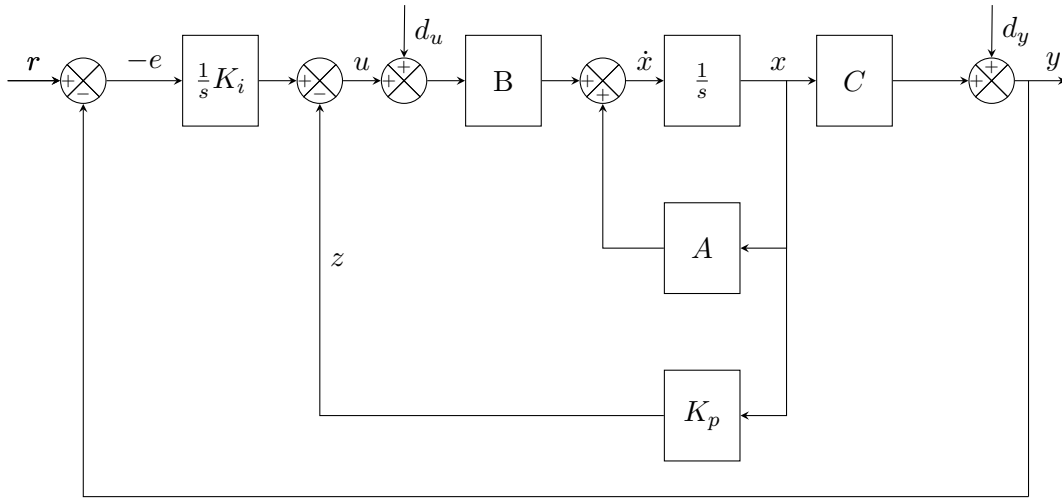 d_u
d_y
r
+
−
−e
1/s K_i
+
−
u
+
+
B
+
+
ẋ
1/s
x
C
+
+
y
A
z
K_p